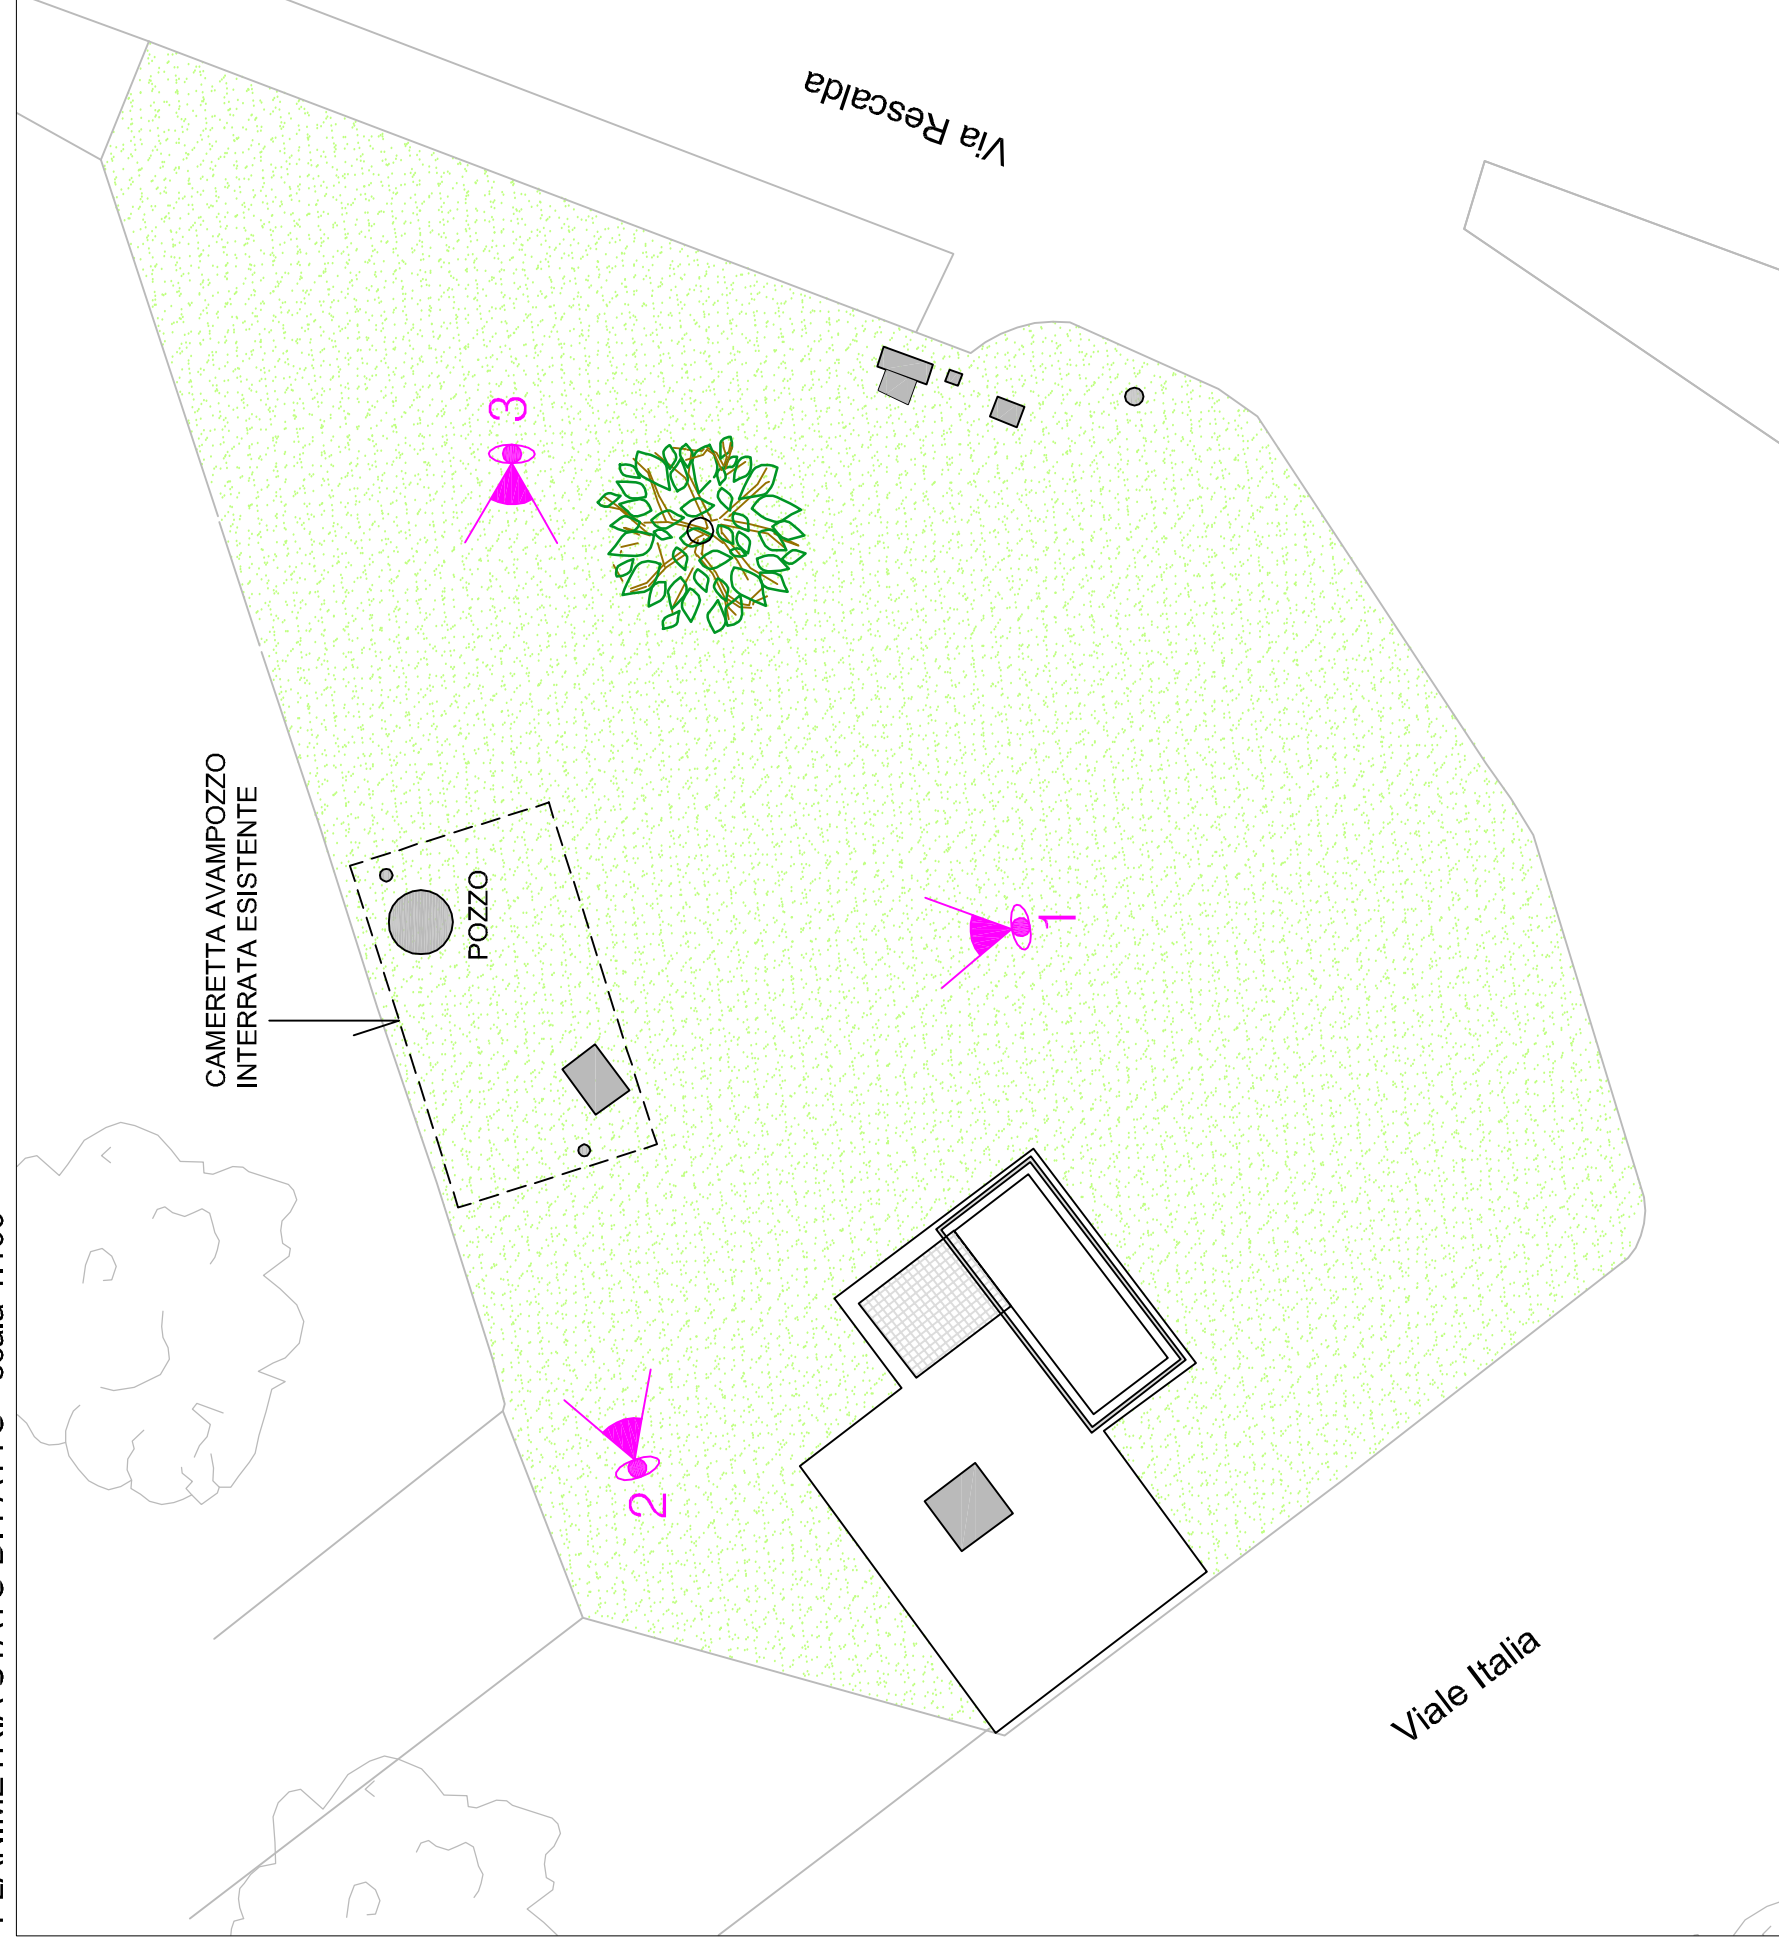 Via Rescalda
3
CAMERETTA AVAMPOZZO
INTERRATA ESISTENTE
POZZO
1
2
Viale Italia